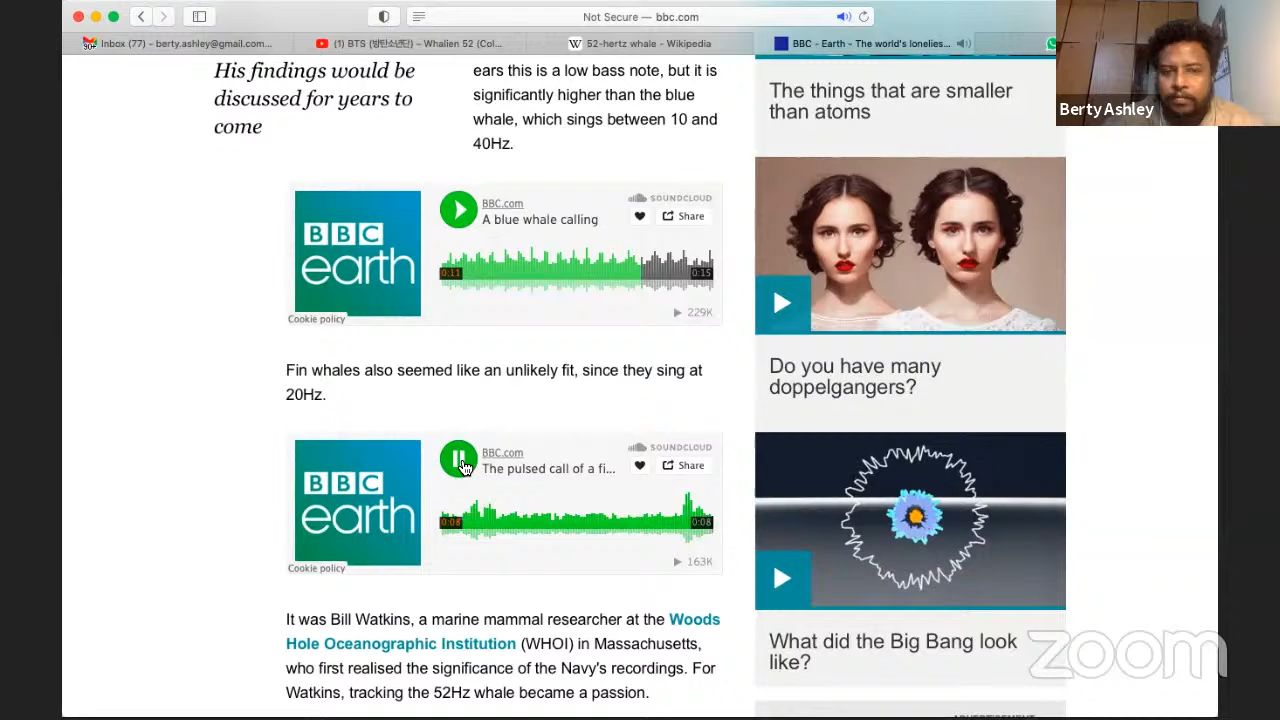 Not Secure — bbc.com
Inbox (77) – berty.ashley@gmail.com...
(1) BTS (방탄소년단) – Whalien 52 (Col...
52-hertz whale – Wikipedia
BBC - Earth - The world's lonelies...
90+
Berty Ashley
His findings would be
discussed for years to
come
ears this is a low bass note, but it is
significantly higher than the blue
whale, which sings between 10 and
40Hz.
BBC
earth
Cookie policy
BBC.com
A blue whale calling
SOUNDCLOUD
Share
0:11
0:15
229K
Fin whales also seemed like an unlikely fit, since they sing at
20Hz.
BBC
earth
Cookie policy
BBC.com
The pulsed call of a fi...
SOUNDCLOUD
Share
0:08
0:08
163K
It was Bill Watkins, a marine mammal researcher at the Woods
Hole Oceanographic Institution (WHOI) in Massachusetts,
who first realised the significance of the Navy's recordings. For
Watkins, tracking the 52Hz whale became a passion.
The things that are smaller
than atoms
Do you have many
doppelgangers?
What did the Big Bang look
like?
zoom